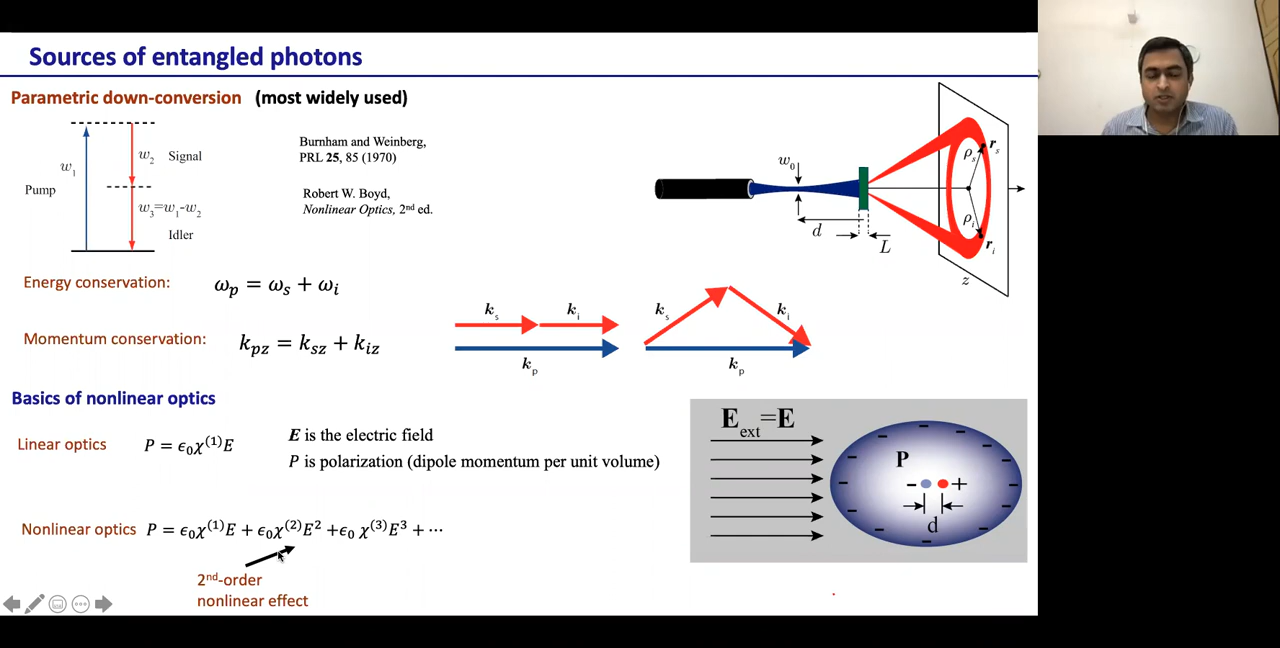 Sources of entangled photons
Parametric down-conversion (most widely used)
w₁
Pump
w₂ Signal
w₃=w₁-w₂
Idler
Burnham and Weinberg,
PRL 25, 85 (1970)
Robert W. Boyd,
Nonlinear Optics, 2nd ed.
w₀
d
L
ρₛ
rₛ
ρᵢ
rᵢ
z
Energy conservation: ωₚ = ωₛ + ωᵢ
Momentum conservation: kₚz = kₛz + kᵢz
kₛ kᵢ
kₚ
kₛ kᵢ
kₚ
Basics of nonlinear optics
Linear optics P = ϵ₀χ⁽¹⁾E
E is the electric field
P is polarization (dipole momentum per unit volume)
Nonlinear optics P = ϵ₀χ⁽¹⁾E + ϵ₀χ⁽²⁾E² +ϵ₀ χ⁽³⁾E³ + ⋯
2nd-order
nonlinear effect
E_ext=E
P
- +
d